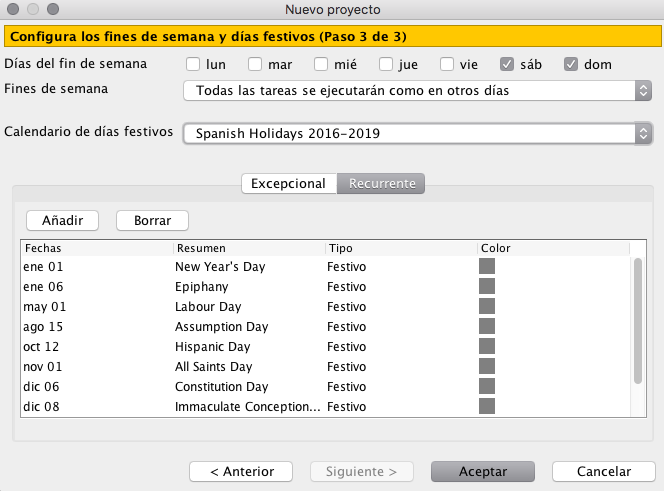 Nuevo proyecto
Configura los fines de semana y días festivos (Paso 3 de 3)
Días del fin de semana lun mar mié jue vie sáb dom
Fines de semana Todas las tareas se ejecutarán como en otros días
Calendario de días festivos Spanish Holidays 2016-2019
Excepcional Recurrente
Añadir Borrar
Fechas Resumen Tipo Color
ene 01 New Year's Day Festivo
ene 06 Epiphany Festivo
may 01 Labour Day Festivo
ago 15 Assumption Day Festivo
oct 12 Hispanic Day Festivo
nov 01 All Saints Day Festivo
dic 06 Constitution Day Festivo
dic 08 Immaculate Conception... Festivo
< Anterior Siguiente > Aceptar Cancelar